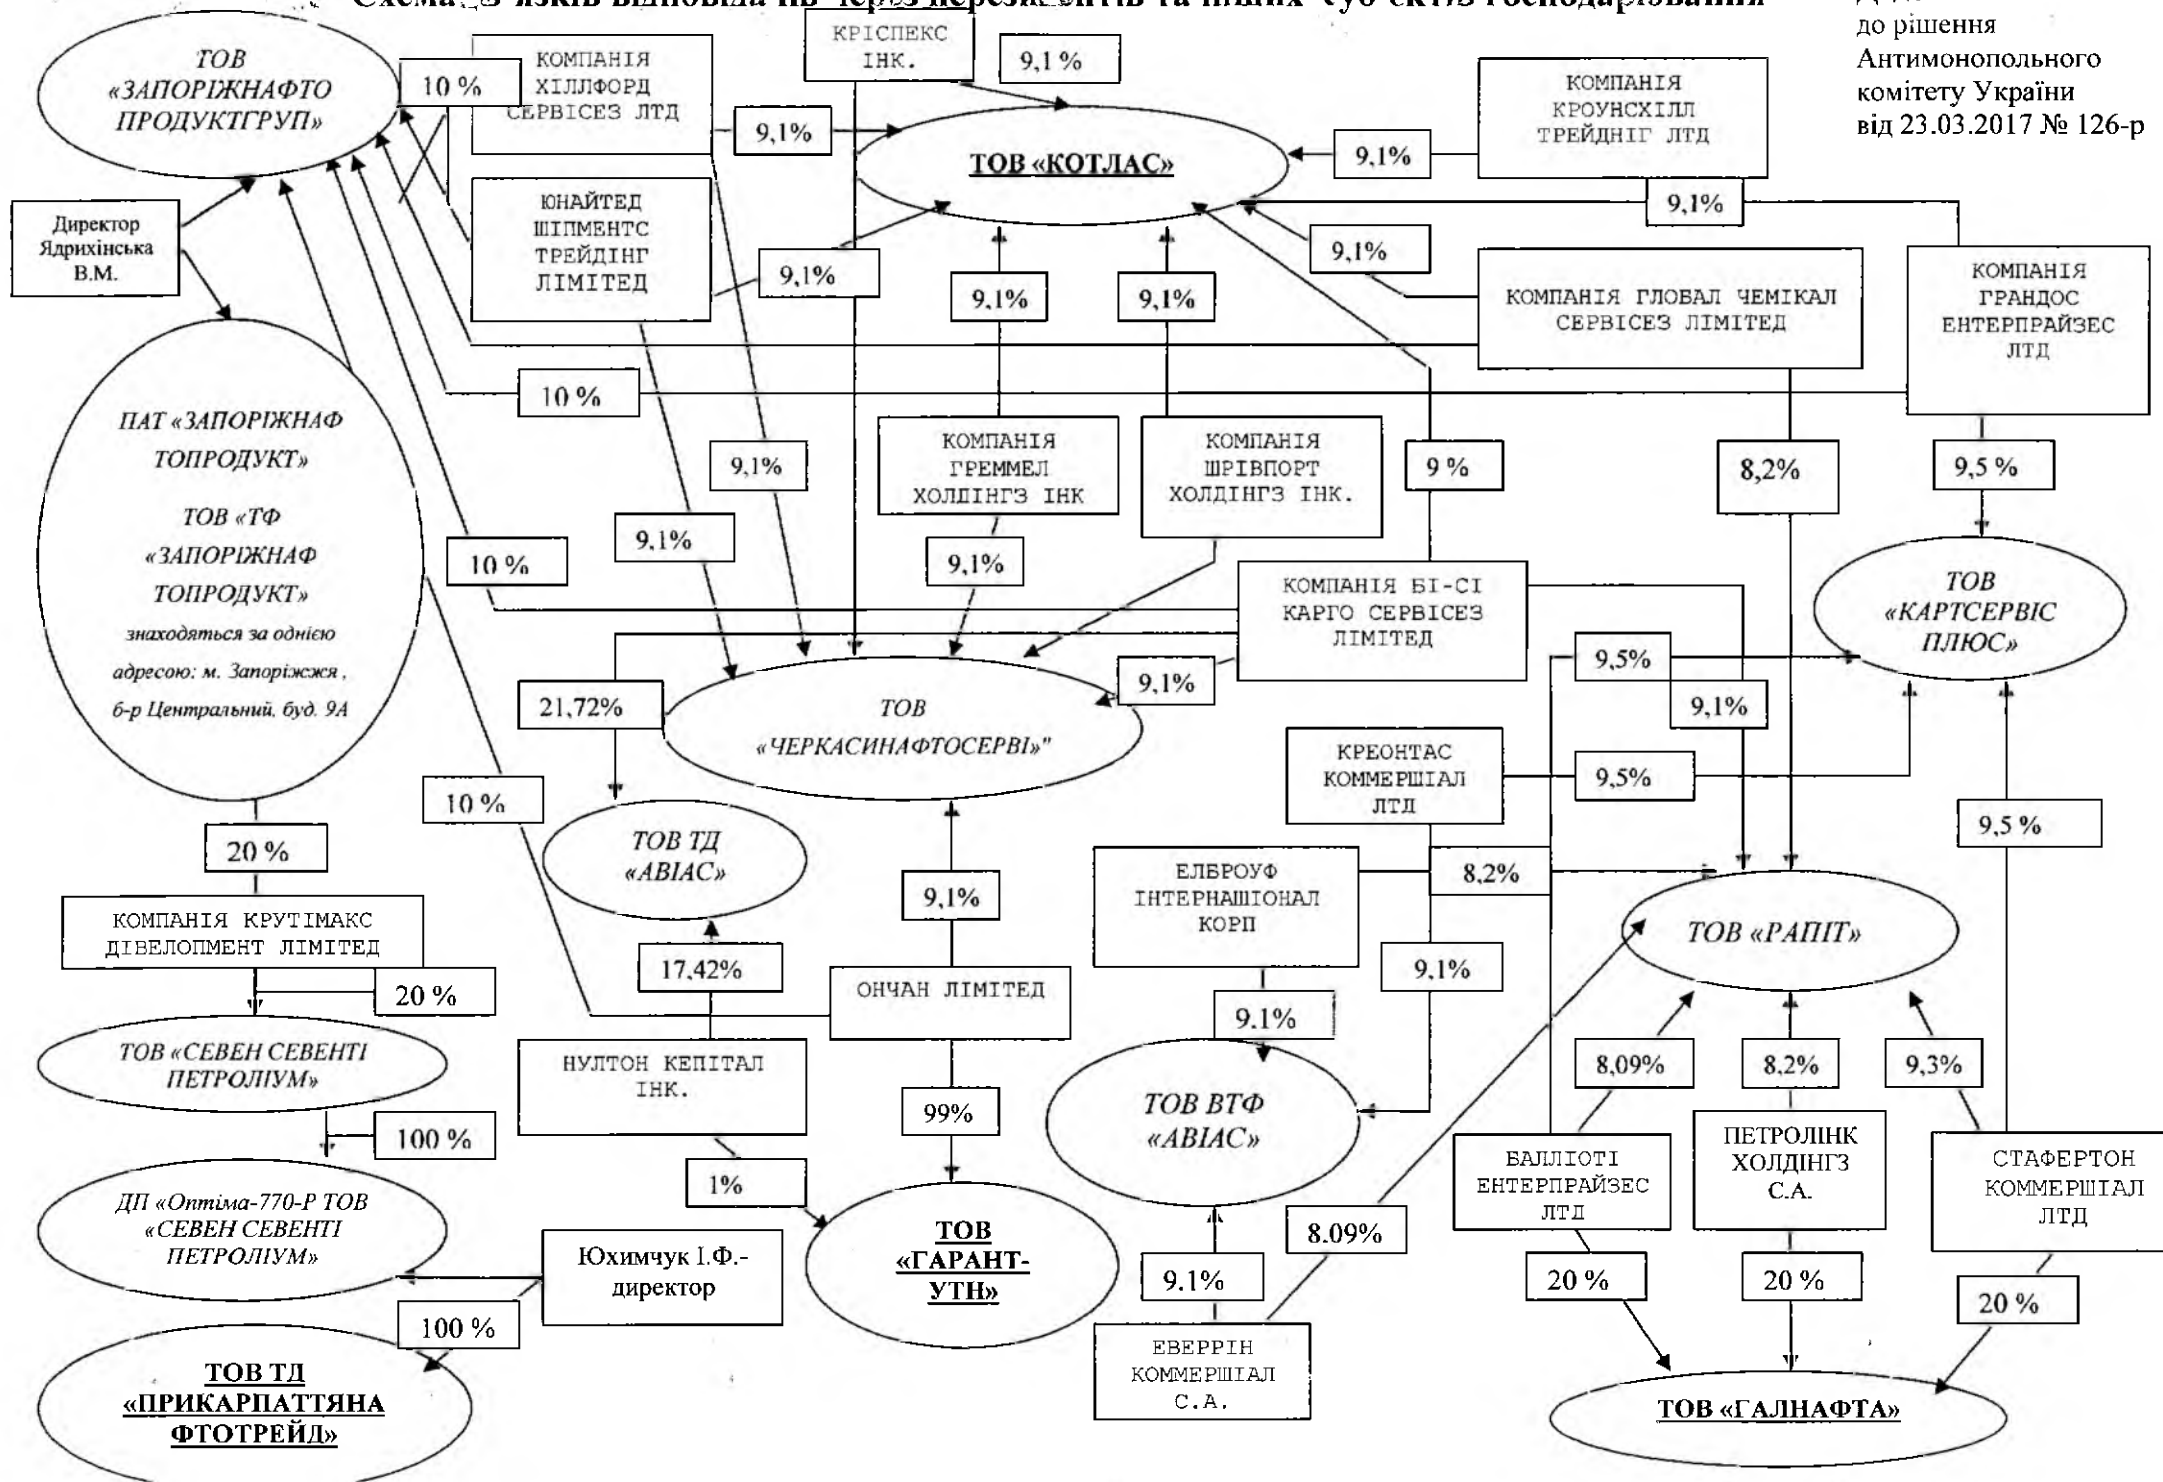 до рішення
Антимонопольного
комітету України
від 23.03.2017 № 126-р
ТОВ
«ЗАПОРІЖНАФТО
ПРОДУКТГРУП»
10 %
КОМПАНІЯ
ХІЛЛФОРД
СЕРВІСЕЗ ЛТД
9,1%
КРІСПЕКС
ІНК.
9,1 %
ТОВ «КОТЛАС»
9,1%
КОМПАНІЯ
КРОУНСХІЛЛ
ТРЕЙДНІГ ЛТД
9,1%
Директор
Ядрихінська
В.М.
ЮНАЙТЕД
ШІПМЕНТС
ТРЕЙДІНГ
ЛІМІТЕД
9,1%
9,1%
9,1%
9,1%
КОМПАНІЯ ГЛОБАЛ ЧЕМІКАЛ
СЕРВІСЕЗ ЛІМІТЕД
КОМПАНІЯ
ГРАНДОС
ЕНТЕРПРАЙЗЕС
ЛТД
10 %
ПАТ «ЗАПОРІЖНАФ
ТОПРОДУКТ»
ТОВ «ТФ
«ЗАПОРІЖНАФ
ТОПРОДУКТ»
знаходяться за однією
адресою: м. Запоріжжя ,
б-р Центральний, буд. 9А
9,1%
КОМПАНІЯ
ГРЕММЕЛ
ХОЛДІНГЗ ІНК
КОМПАНІЯ
ШРІВПОРТ
ХОЛДІНГЗ ІНК.
9 %
8,2%
9,5 %
10 %
9,1%
9,1%
КОМПАНІЯ БІ-СІ
КАРГО СЕРВІСЕЗ
ЛІМІТЕД
ТОВ
«КАРТСЕРВІС
ПЛЮС»
9,5%
9,1%
21,72%
ТОВ
«ЧЕРКАСИНАФТОСЕРВІ»"
9,1%
КРЕОНТАС
КОММЕРШІАЛ
ЛТД
9,5%
9,5 %
10 %
20 %
ТОВ ТД
«АВІАС»
9,1%
ЕЛБРОУФ
ІНТЕРНАШІОНАЛ
КОРП
8,2%
КОМПАНІЯ КРУТІМАКС
ДІВЕЛОПМЕНТ ЛІМІТЕД
20 %
17,42%
ОНЧАН ЛІМІТЕД
9,1%
ТОВ «РАПІТ»
9.1%
ТОВ «СЕВЕН СЕВЕНТІ
ПЕТРОЛІУМ»
НУЛТОН КЕПІТАЛ
ІНК.
8,09%
8,2%
9,3%
100 %
99%
ТОВ ВТФ
«АВІАС»
БАЛЛІОТІ
ЕНТЕРПРАЙЗЕС
ЛТД
ПЕТРОЛІНК
ХОЛДІНГЗ
С.А.
СТАФЕРТОН
КОММЕРШІАЛ
ЛТД
ДП «Оптіма-770-Р ТОВ
«СЕВЕН СЕВЕНТІ
ПЕТРОЛІУМ»
1%
8.09%
Юхимчук І.Ф.-
директор
ТОВ
«ГАРАНТ-
УТН»
9.1%
20 %
20 %
20 %
100 %
ЕВЕРРІН
КОММЕРШІАЛ
С.А.
ТОВ ТД
«ПРИКАРПАТТЯНА
ФТОТРЕЙД»
ТОВ «ГАЛНАФТА»